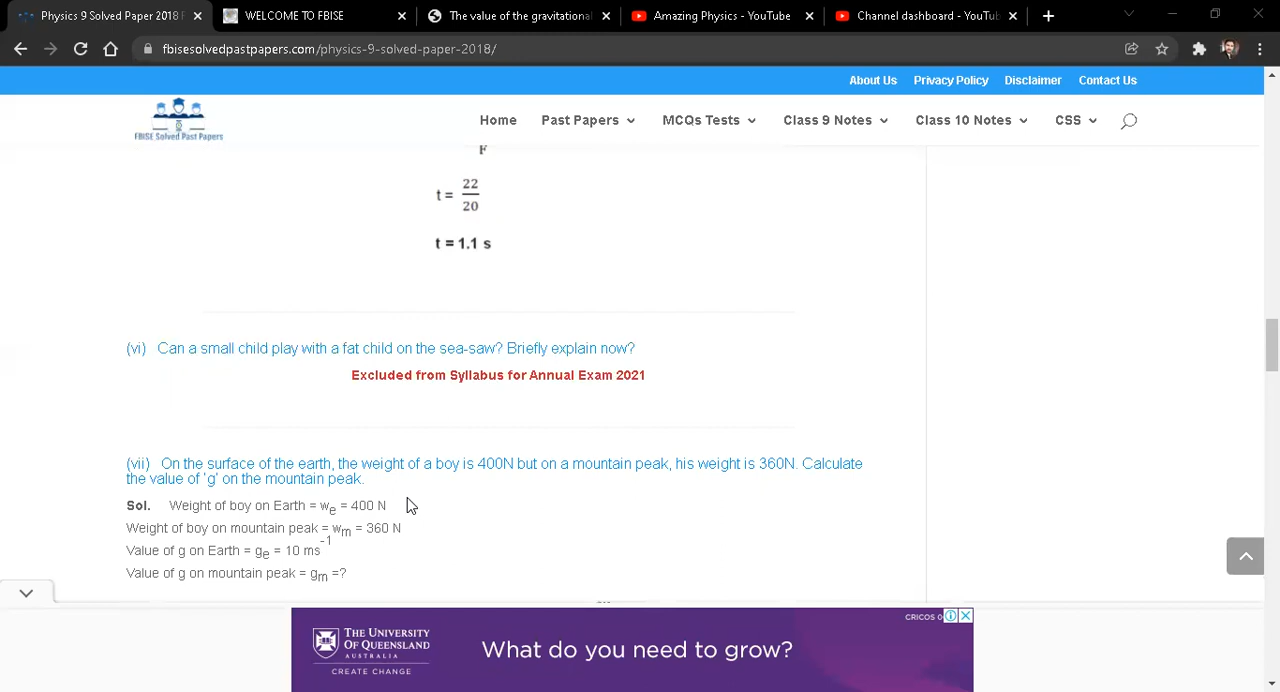 Physics 9 Solved Paper 2018 F
WELCOME TO FBISE
The value of the gravitational
Amazing Physics - YouTube
Channel dashboard - YouTub
fbisesolvedpastpapers.com/physics-9-solved-paper-2018/
About Us Privacy Policy Disclaimer Contact Us
FBISE Solved Past Papers
Home Past Papers MCQs Tests Class 9 Notes Class 10 Notes CSS
F
t = 22/20
t = 1.1 s
(vi) Can a small child play with a fat child on the sea-saw? Briefly explain now?
Excluded from Syllabus for Annual Exam 2021
(vii) On the surface of the earth, the weight of a boy is 400N but on a mountain peak, his weight is 360N. Calculate
the value of 'g' on the mountain peak.
Sol. Weight of boy on Earth = we = 400 N
Weight of boy on mountain peak = wm = 360 N
Value of g on Earth = ge = 10 ms-1
Value of g on mountain peak = gm =?
THE UNIVERSITY
OF QUEENSLAND
AUSTRALIA
CREATE CHANGE
What do you need to grow?
CRICOS 0